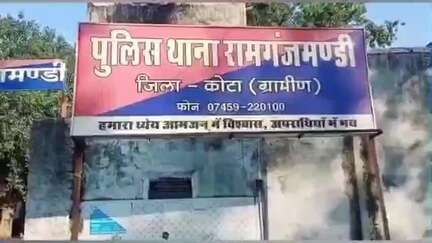 पुलिस थाना रामगंजमण्डी
जिला - कोटा (ग्रामीण)
फोन 07459-220100
हमारा ध्येय आमजन में विश्वास, अपराधियों में भय
मण्डी